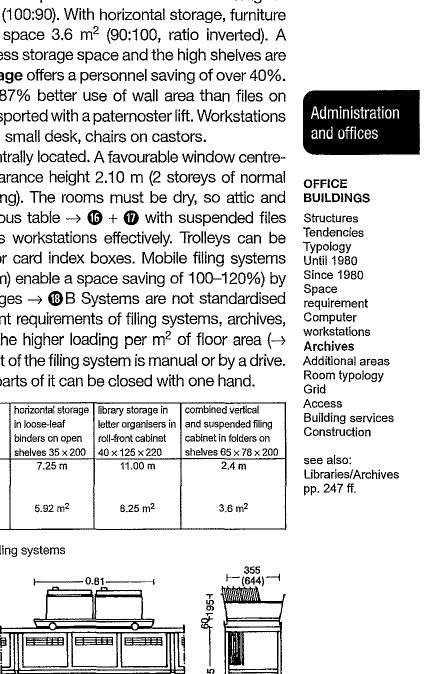 (100:90). With horizontal storage, furniture
space 3.6 m² (90:100, ratio inverted). A
ess storage space and the high shelves are
age offers a personnel saving of over 40%.
87% better use of wall area than files on
sported with a paternoster lift. Workstations
small desk, chairs on castors.
ntrally located. A favourable window centre-
arance height 2.10 m (2 storeys of normal
ng). The rooms must be dry, so attic and
ous table → 16 + 17 with suspended files
s workstations effectively. Trolleys can be
or card index boxes. Mobile filing systems
m) enable a space saving of 100–120%) by
ges → 18 B Systems are not standardised
nt requirements of filing systems, archives,
he higher loading per m² of floor area (→
t of the filing system is manual or by a drive.
parts of it can be closed with one hand.
horizontal storage
in loose-leaf
binders on open
shelves 35 × 200
library storage in
letter organisers in
roll-front cabinet
40 × 125 × 220
combined vertical
and suspended filing
cabinet in folders on
shelves 65 × 78 × 200
7.25 m
11.00 m
2.4 m
5.92 m²
8.25 m²
3.6 m²
ling systems
0.81
355
(644)
195
60
5
Administration
and offices
OFFICE
BUILDINGS
Structures
Tendencies
Typology
Until 1980
Since 1980
Space
requirement
Computer
workstations
Archives
Additional areas
Room typology
Grid
Access
Building services
Construction
see also:
Libraries/Archives
pp. 247 ff.